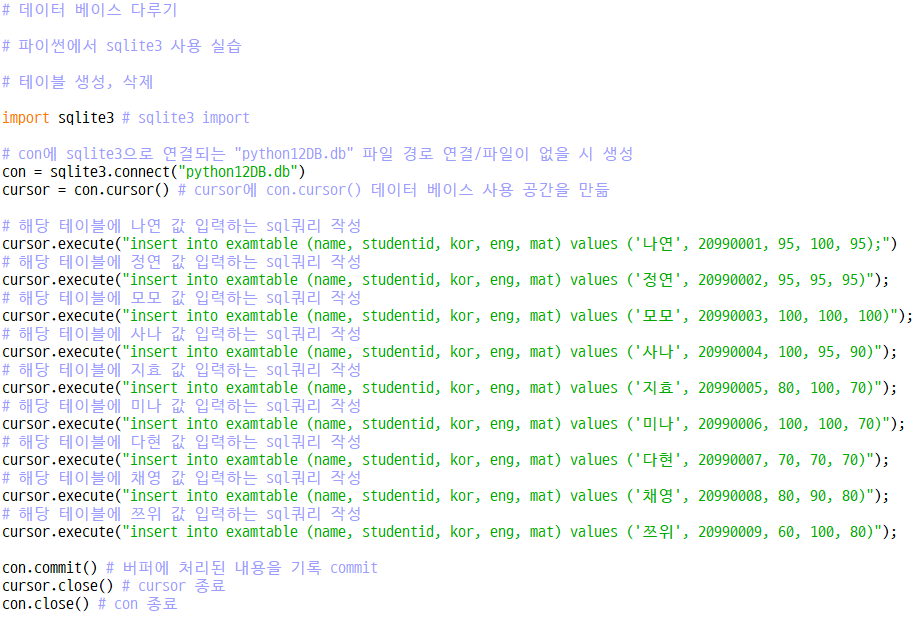 # 데이터 베이스 다루기
# 파이썬에서 sqlite3 사용 실습
# 테이블 생성, 삭제
import sqlite3 # sqlite3 import
# con에 sqlite3으로 연결되는 "python12DB.db" 파일 경로 연결/파일이 없을 시 생성
con = sqlite3.connect("python12DB.db")
cursor = con.cursor() # cursor에 con.cursor() 데이터 베이스 사용 공간을 만듦
# 해당 테이블에 나연 값 입력하는 sql쿼리 작성
cursor.execute("insert into examtable (name, studentid, kor, eng, mat) values ('나연', 20990001, 95, 100, 95);")
# 해당 테이블에 정연 값 입력하는 sql쿼리 작성
cursor.execute("insert into examtable (name, studentid, kor, eng, mat) values ('정연', 20990002, 95, 95, 95)");
# 해당 테이블에 모모 값 입력하는 sql쿼리 작성
cursor.execute("insert into examtable (name, studentid, kor, eng, mat) values ('모모', 20990003, 100, 100, 100)");
# 해당 테이블에 사나 값 입력하는 sql쿼리 작성
cursor.execute("insert into examtable (name, studentid, kor, eng, mat) values ('사나', 20990004, 100, 95, 90)");
# 해당 테이블에 지효 값 입력하는 sql쿼리 작성
cursor.execute("insert into examtable (name, studentid, kor, eng, mat) values ('지효', 20990005, 80, 100, 70)");
# 해당 테이블에 미나 값 입력하는 sql쿼리 작성
cursor.execute("insert into examtable (name, studentid, kor, eng, mat) values ('미나', 20990006, 100, 100, 70)");
# 해당 테이블에 다현 값 입력하는 sql쿼리 작성
cursor.execute("insert into examtable (name, studentid, kor, eng, mat) values ('다현', 20990007, 70, 70, 70)");
# 해당 테이블에 채영 값 입력하는 sql쿼리 작성
cursor.execute("insert into examtable (name, studentid, kor, eng, mat) values ('채영', 20990008, 80, 90, 80)");
# 해당 테이블에 쯔위 값 입력하는 sql쿼리 작성
cursor.execute("insert into examtable (name, studentid, kor, eng, mat) values ('쯔위', 20990009, 60, 100, 80)");
con.commit() # 버퍼에 처리된 내용을 기록 commit
cursor.close() # cursor 종료
con.close() # con 종료